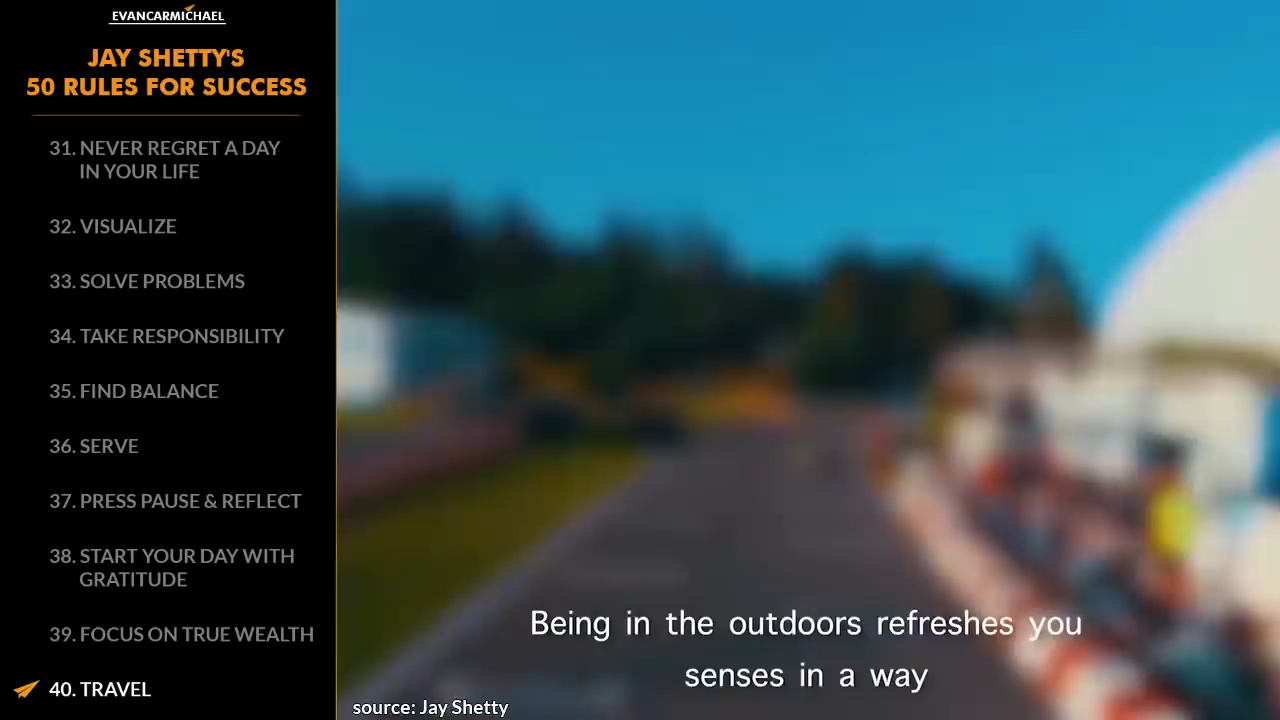 EVANCARMICHAEL
JAY SHETTY'S
50 RULES FOR SUCCESS
31. NEVER REGRET A DAY
IN YOUR LIFE
32. VISUALIZE
33. SOLVE PROBLEMS
34. TAKE RESPONSIBILITY
35. FIND BALANCE
36. SERVE
37. PRESS PAUSE & REFLECT
38. START YOUR DAY WITH
GRATITUDE
39. FOCUS ON TRUE WEALTH
40. TRAVEL
Being in the outdoors refreshes you
senses in a way
source: Jay Shetty